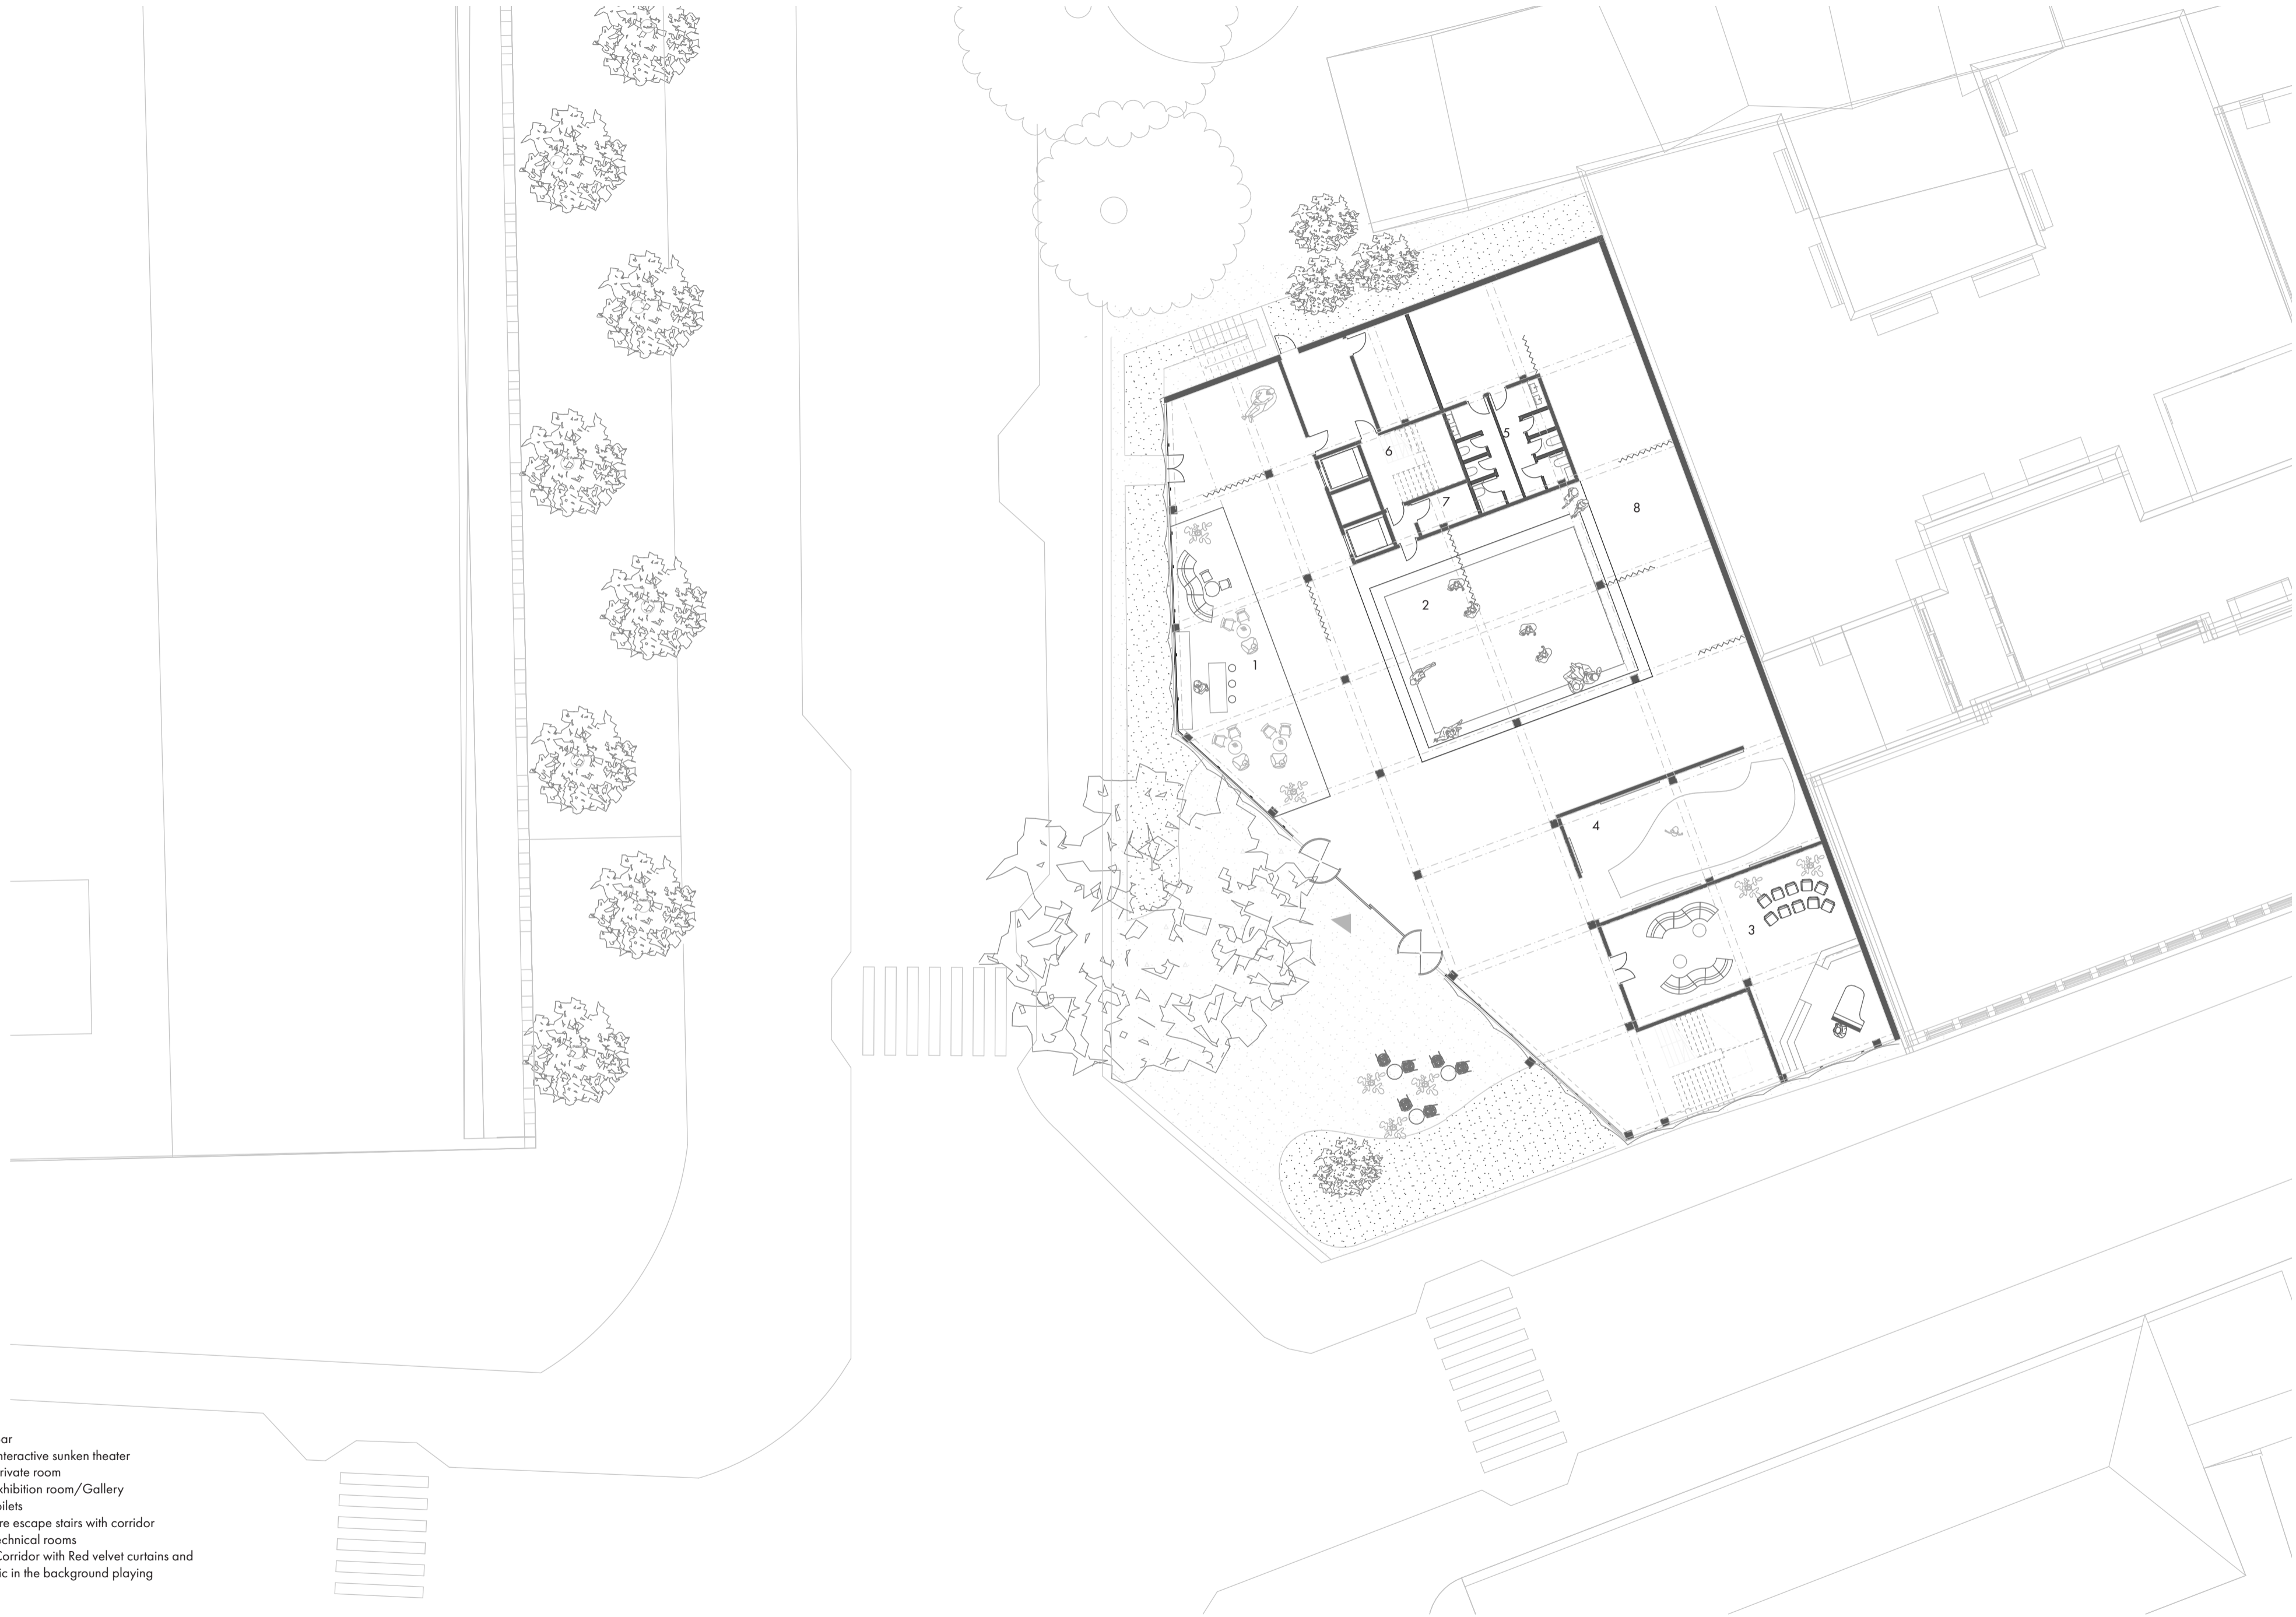 6
5
7
8
2
1
4
3
ar
nteractive sunken theater
rivate room
xhibition room/Gallery
oilets
re escape stairs with corridor
echnical rooms
Corridor with Red velvet curtains and
ic in the background playing